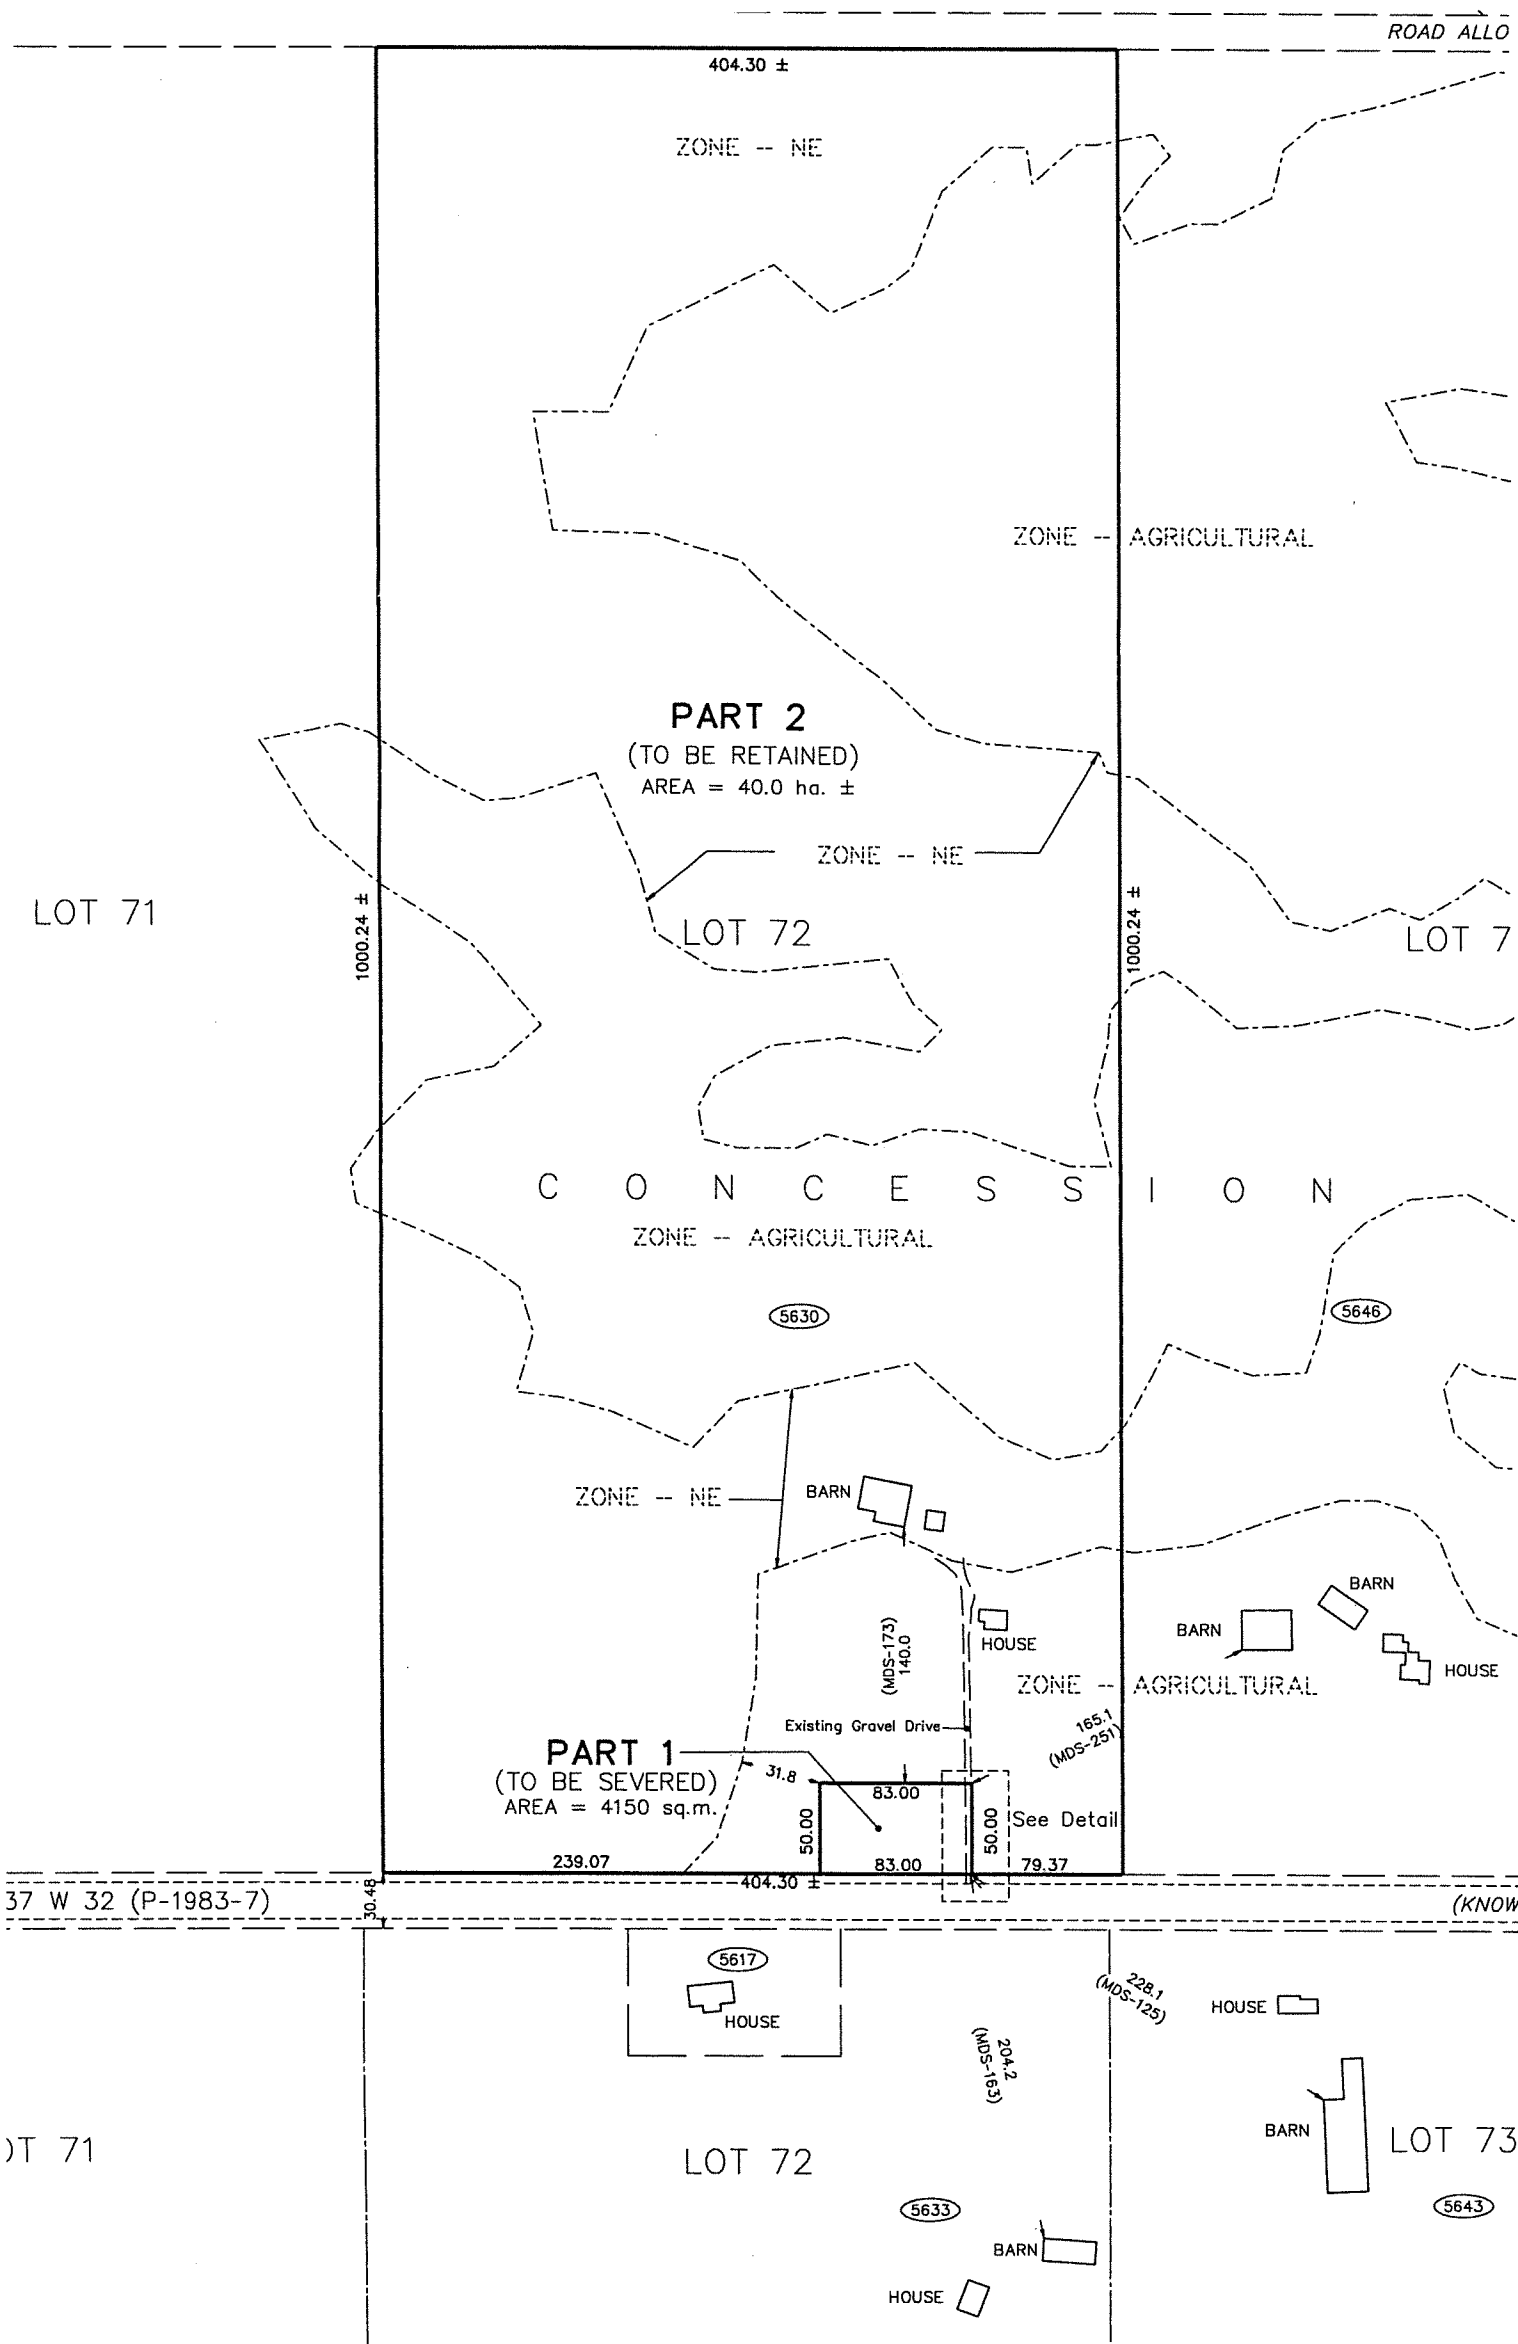 ROAD ALLO
404.30 ±
ZONE -- NE
ZONE -- AGRICULTURAL
PART 2
(TO BE RETAINED)
AREA = 40.0 ha. ±
ZONE -- NE
LOT 71
1000.24 ±
LOT 72
1000.24 ±
LOT 7
CONCESSION
ZONE -- AGRICULTURAL
5630
5646
ZONE -- NE
BARN
BARN
HOUSE
BARN
HOUSE
(MDS-173)
140.0
ZONE -- AGRICULTURAL
Existing Gravel Drive
165.1
(MDS-251)
PART 1
(TO BE SEVERED)
AREA = 4150 sq.m.
31.8
83.00
50.00
50.00
See Detail
239.07
83.00
79.37
404.30 ±
37 W 32 (P-1983-7)
30.48
(KNOW
5617
HOUSE
228.1
(MDS-125)
HOUSE
204.2
(MDS-163)
BARN
OT 71
LOT 72
LOT 73
5633
5643
BARN
HOUSE